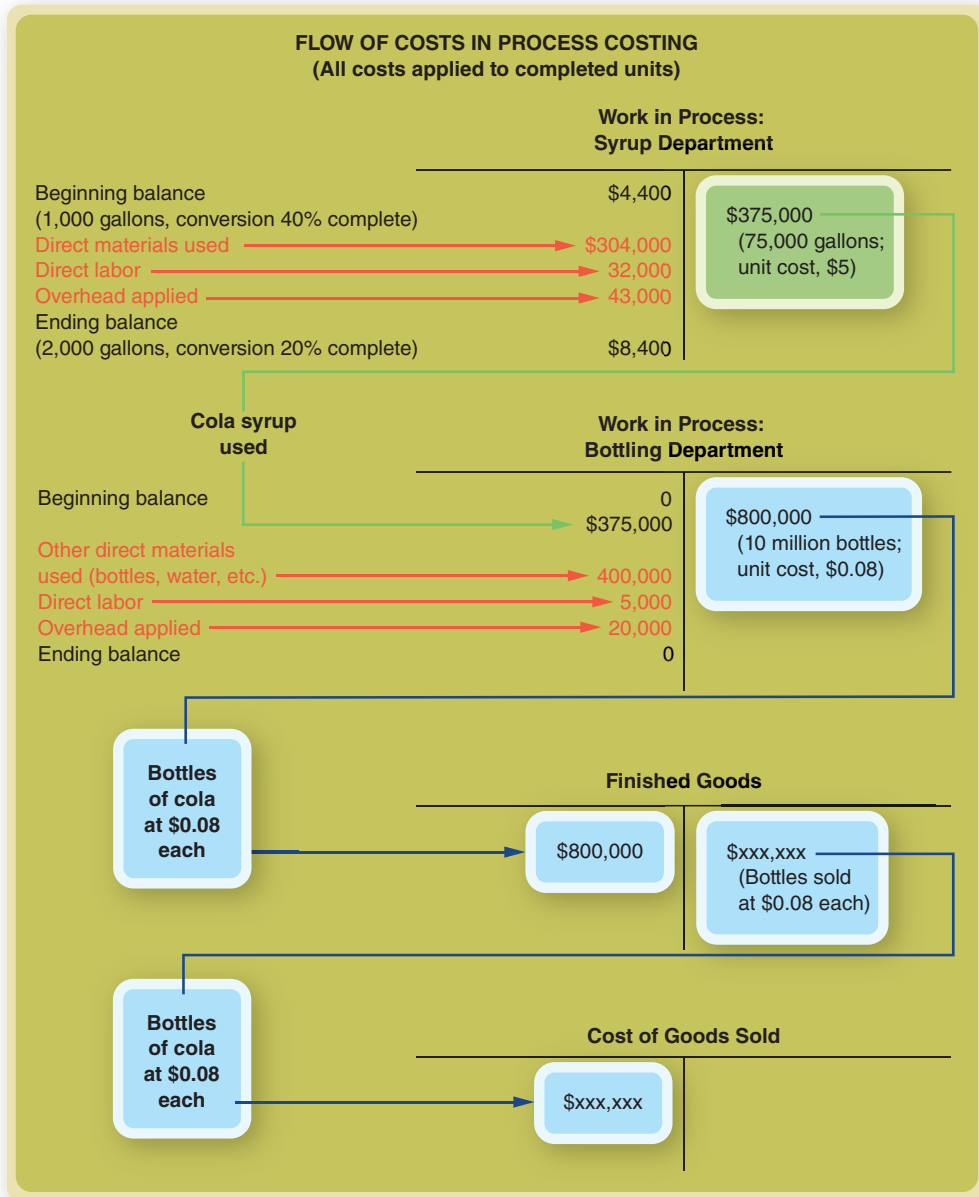 FLOW OF COSTS IN PROCESS COSTING
(All costs applied to completed units)
Work in Process:
Syrup Department
Beginning balance $4,400
(1,000 gallons, conversion 40% complete)
Direct materials used $304,000
Direct labor 32,000
Overhead applied 43,000
Ending balance
(2,000 gallons, conversion 20% complete) $8,400
$375,000
(75,000 gallons;
unit cost, $5)
Cola syrup
used
Work in Process:
Bottling Department
Beginning balance 0
$375,000
Other direct materials
used (bottles, water, etc.) 400,000
Direct labor 5,000
Overhead applied 20,000
Ending balance 0
$800,000
(10 million bottles;
unit cost, $0.08)
Bottles
of cola
at $0.08
each
Finished Goods
$800,000
$xxx,xxx
(Bottles sold
at $0.08 each)
Bottles
of cola
at $0.08
each
Cost of Goods Sold
$xxx,xxx